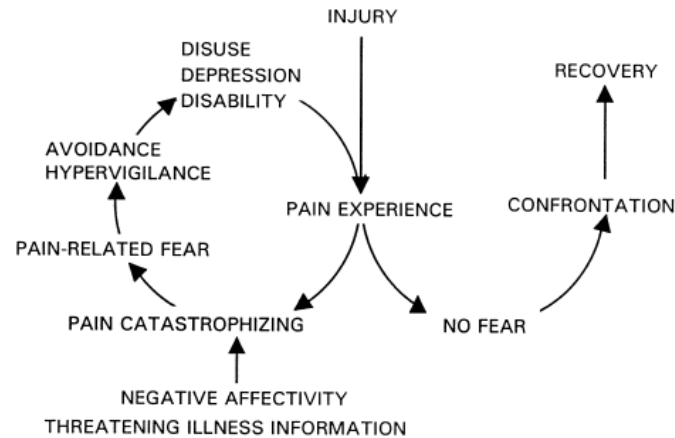 INJURY
DISUSE
DEPRESSION
DISABILITY
RECOVERY
AVOIDANCE
HYPERVIGILANCE
PAIN EXPERIENCE
CONFRONTATION
PAIN-RELATED FEAR
PAIN CATASTROPHIZING
NO FEAR
NEGATIVE AFFECTIVITY
THREATENING ILLNESS INFORMATION